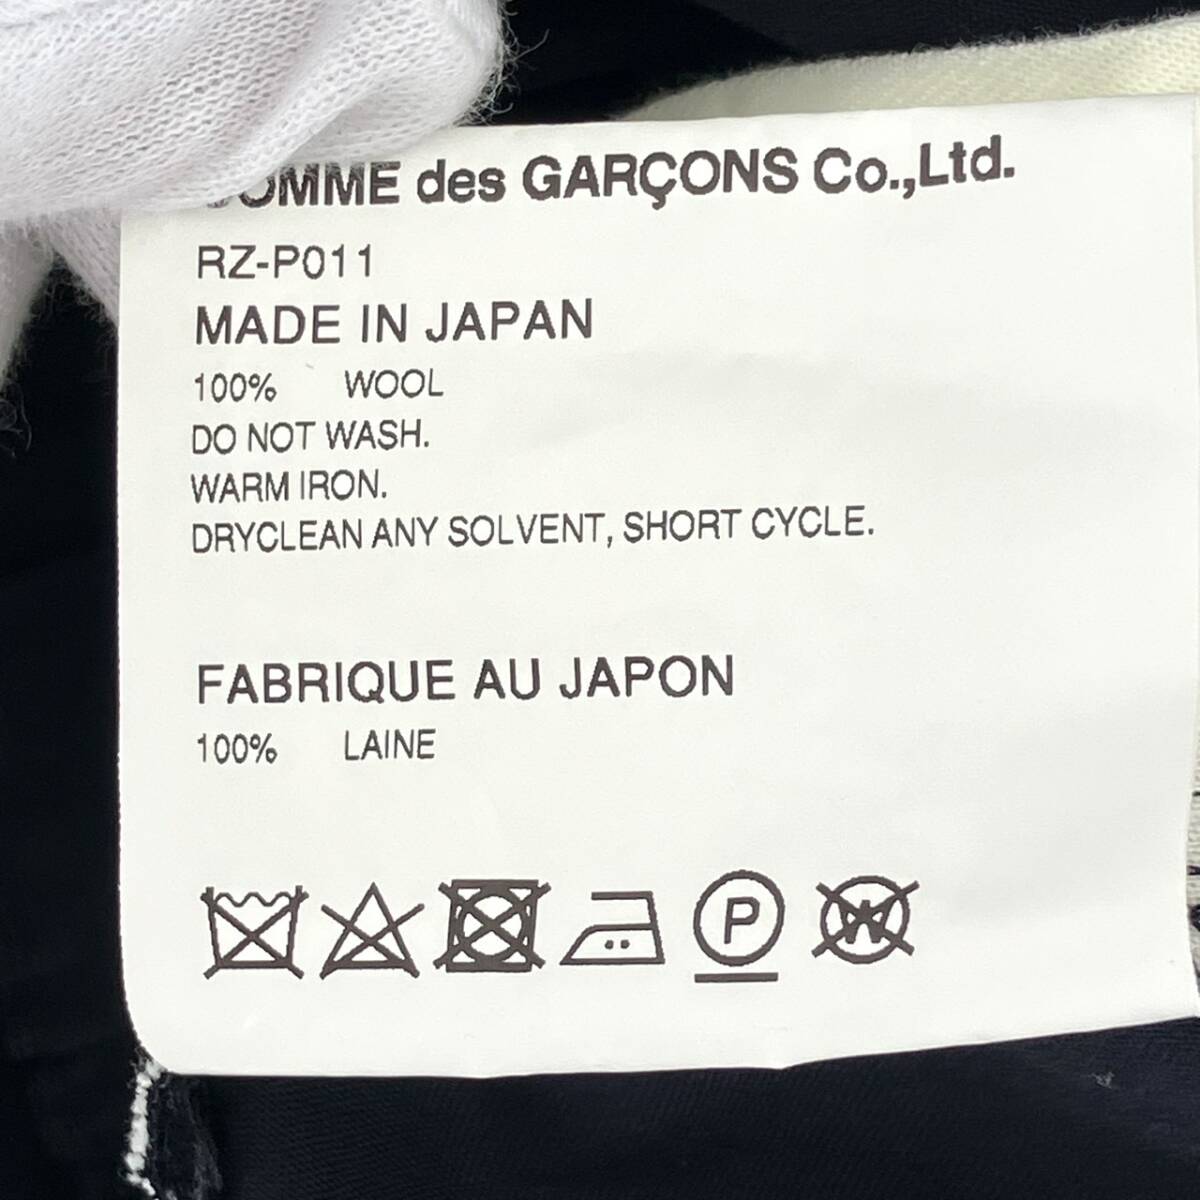 COMME des GARÇONS Co.,Ltd.
RZ-P011
MADE IN JAPAN
100% WOOL
DO NOT WASH.
WARM IRON.
DRYCLEAN ANY SOLVENT, SHORT CYCLE.
FABRIQUE AU JAPON
100% LAINE
P W